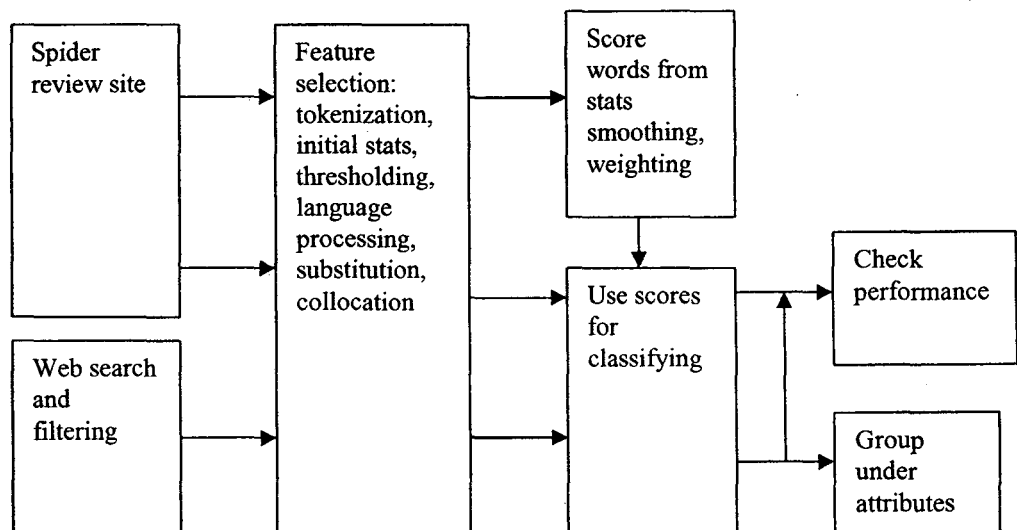 Spider
review site
Feature
selection:
tokenization,
initial stats,
thresholding,
language
processing,
substitution,
collocation
Score
words from
stats
smoothing,
weighting
Web search
and
filtering
Use scores
for
classifying
Check
performance
Group
under
attributes